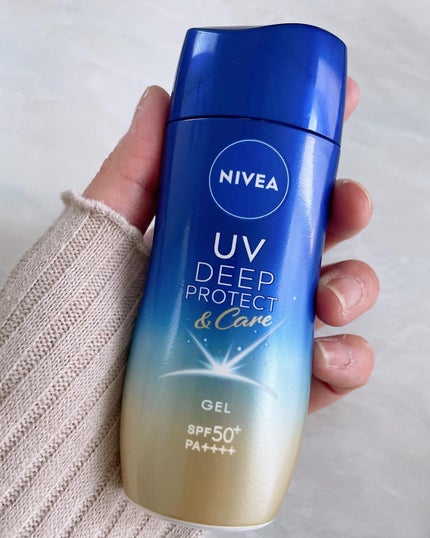 NIVEA
UV
DEEP
PROTECT
& Care
GEL
SPF50+
PA++++